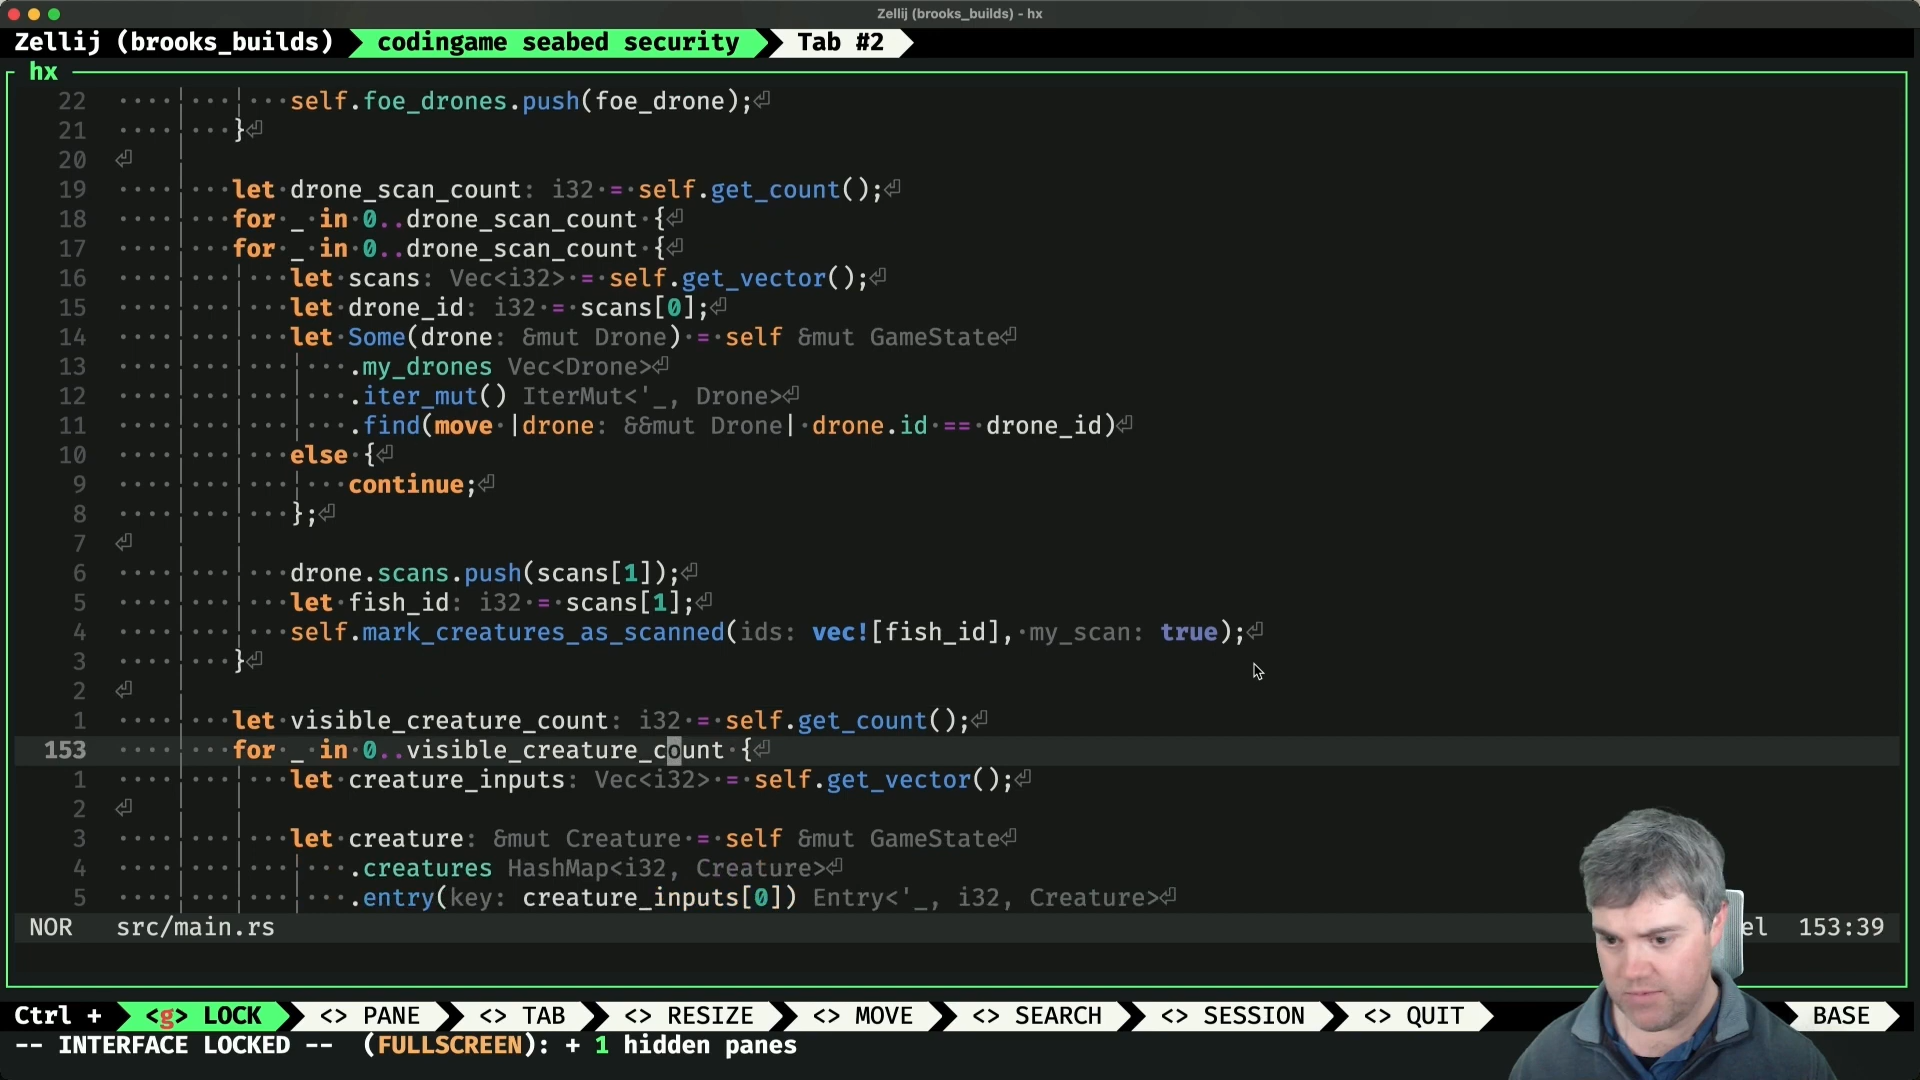 Zellij (brooks_builds) - hx
Zellij (brooks_builds) codingame seabed security Tab #2
hx
22 self.foe_drones.push(foe_drone);
21 }
20
19 let drone_scan_count: i32 = self.get_count();
18 for _ in 0..drone_scan_count {
17 for _ in 0..drone_scan_count {
16 let scans: Vec<i32> = self.get_vector();
15 let drone_id: i32 = scans[0];
14 let Some(drone: &mut Drone) = self &mut GameState
13 .my_drones Vec<Drone>
12 .iter_mut() IterMut<'_, Drone>
11 .find(move |drone: &&mut Drone| drone.id == drone_id)
10 else {
9 continue;
8 };
7
6 drone.scans.push(scans[1]);
5 let fish_id: i32 = scans[1];
4 self.mark_creatures_as_scanned(ids: vec![fish_id], my_scan: true);
3 }
2
1 let visible_creature_count: i32 = self.get_count();
153 for _ in 0..visible_creature_count {
1 let creature_inputs: Vec<i32> = self.get_vector();
2
3 let creature: &mut Creature = self &mut GameState
4 .creatures HashMap<i32, Creature>
5 .entry(key: creature_inputs[0]) Entry<'_, i32, Creature>
NOR src/main.rs el 153:39
Ctrl + <g> LOCK <> PANE <> TAB <> RESIZE <> MOVE <> SEARCH <> SESSION <> QUIT BASE
-- INTERFACE LOCKED -- (FULLSCREEN): + 1 hidden panes